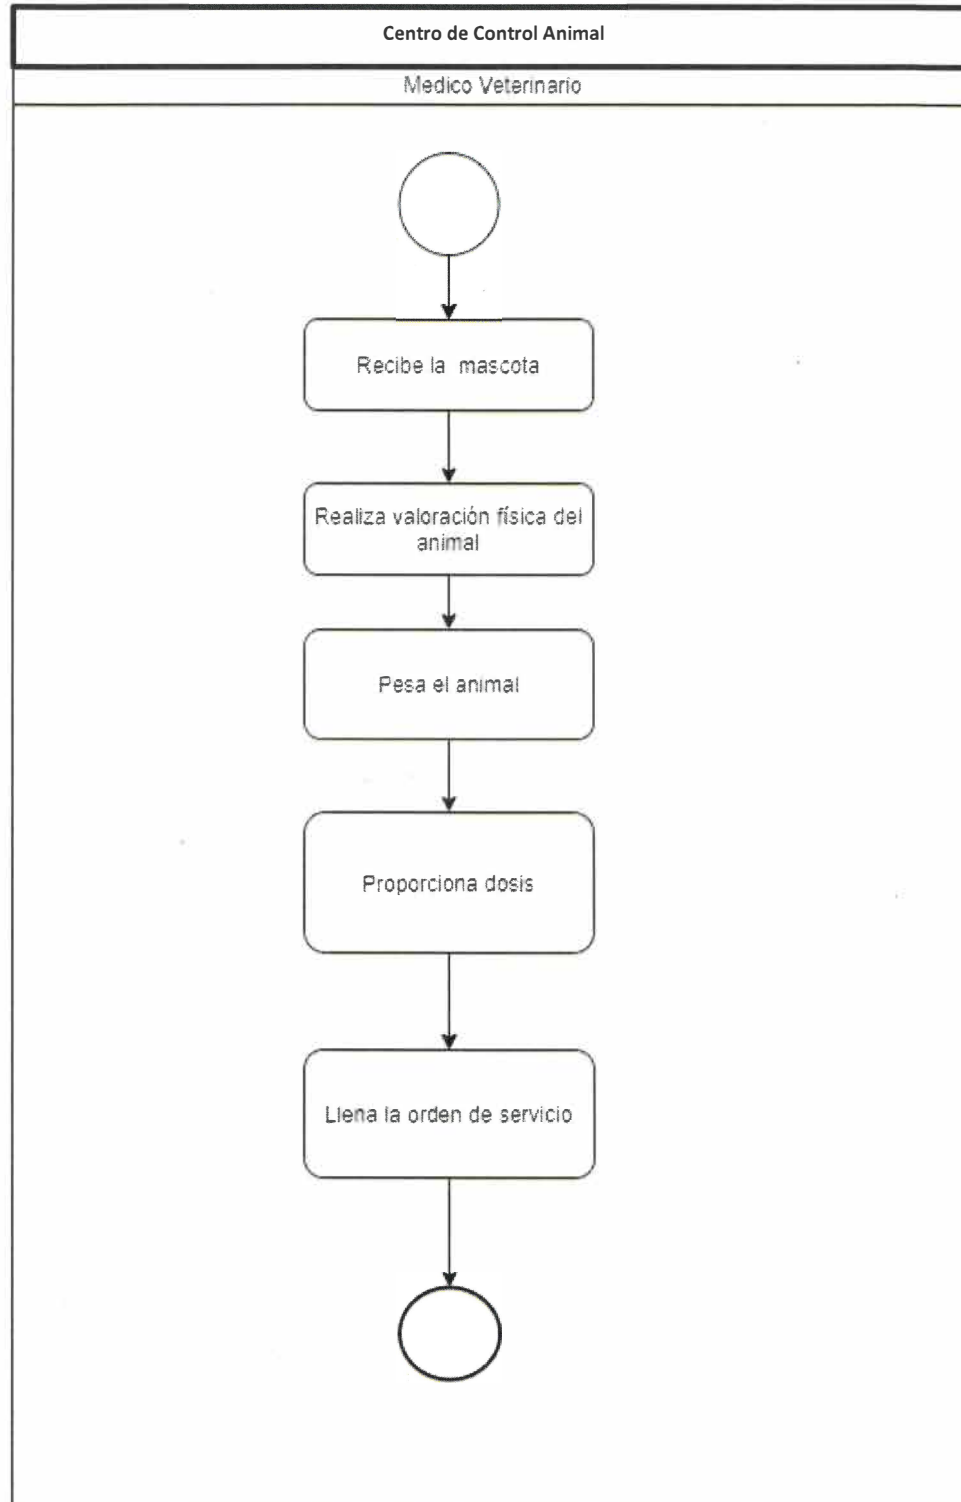 Centro de Control Animal
Medico Veterinario
Recibe la mascota
Realiza valoración física del
animal
Pesa el animal
Proporciona dosis
Llena la orden de servicio